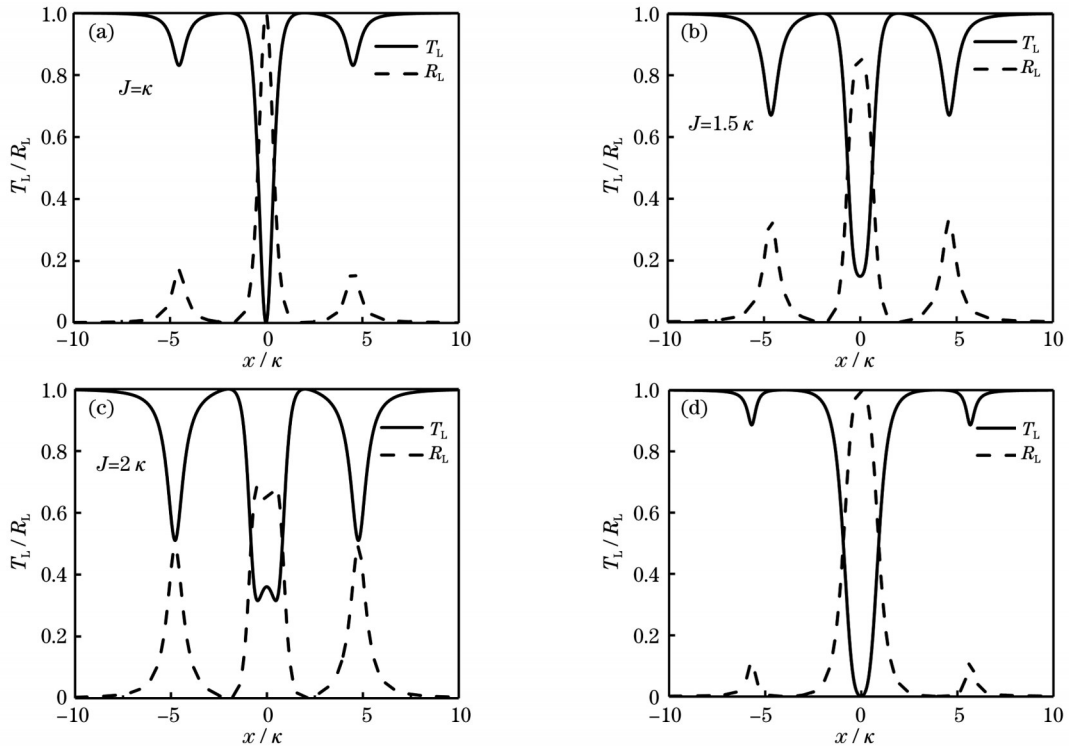 1.0
(a)
T_L
R_L
0.8
J=κ
0.6
T_L / R_L
0.4
0.2
0
−10
−5
0
5
10
x / κ
1.0
(b)
T_L
R_L
0.8
J=1.5 κ
0.6
T_L / R_L
0.4
0.2
0
−10
−5
0
5
10
x / κ
1.0
(c)
T_L
R_L
0.8
J=2 κ
0.6
T_L / R_L
0.4
0.2
0
−10
−5
0
5
10
x / κ
1.0
(d)
T_L
R_L
0.8
0.6
T_L / R_L
0.4
0.2
0
−10
−5
0
5
10
x / κ